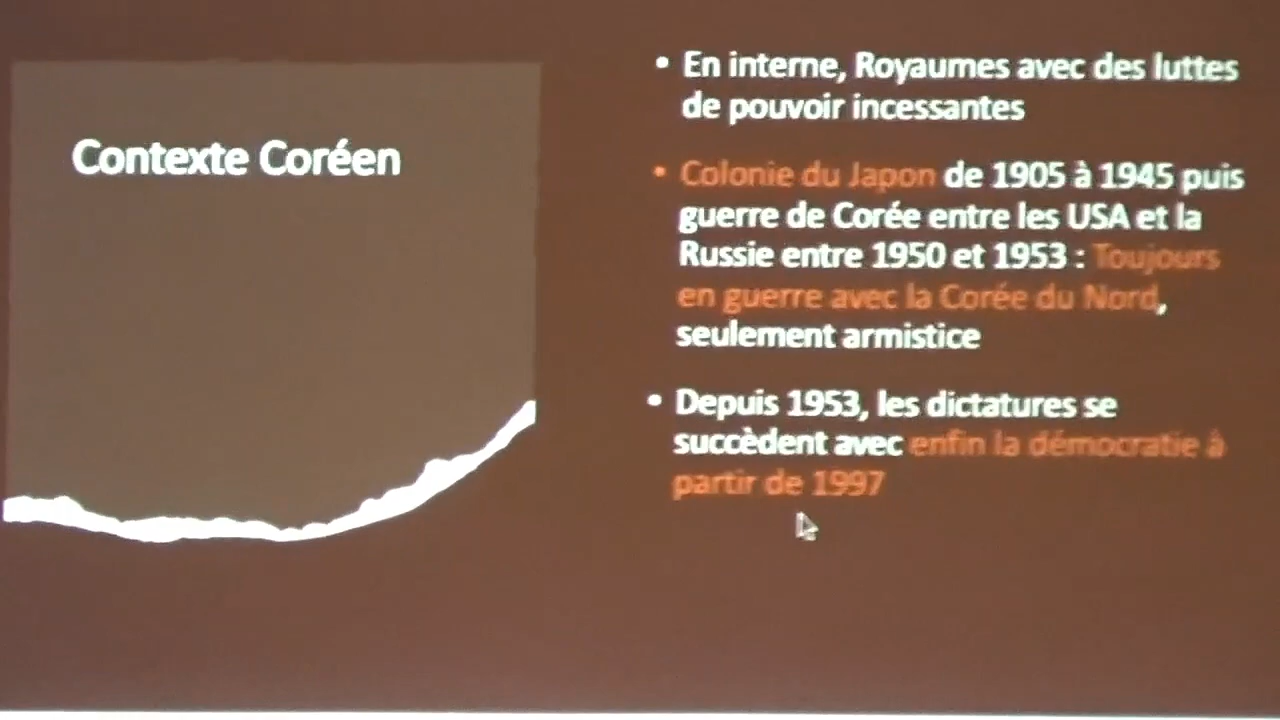 Contexte Coréen
• En interne, Royaumes avec des luttes
de pouvoir incessantes
• Colonie du Japon de 1905 à 1945 puis
guerre de Corée entre les USA et la
Russie entre 1950 et 1953 : Toujours
en guerre avec la Corée du Nord,
seulement armistice
• Depuis 1953, les dictatures se
succèdent avec enfin la démocratie à
partir de 1997